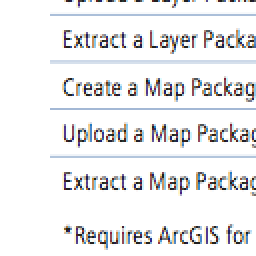 Extract a Layer Packa
Create a Map Packag
Upload a Map Packag
Extract a Map Packag
*Requires ArcGIS for